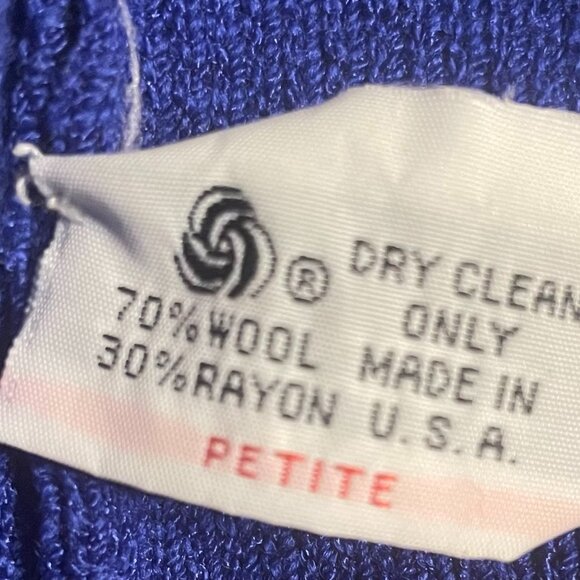 ® DRY CLEAN
ONLY
70% WOOL MADE IN
30% RAYON U.S.A.
PETITE